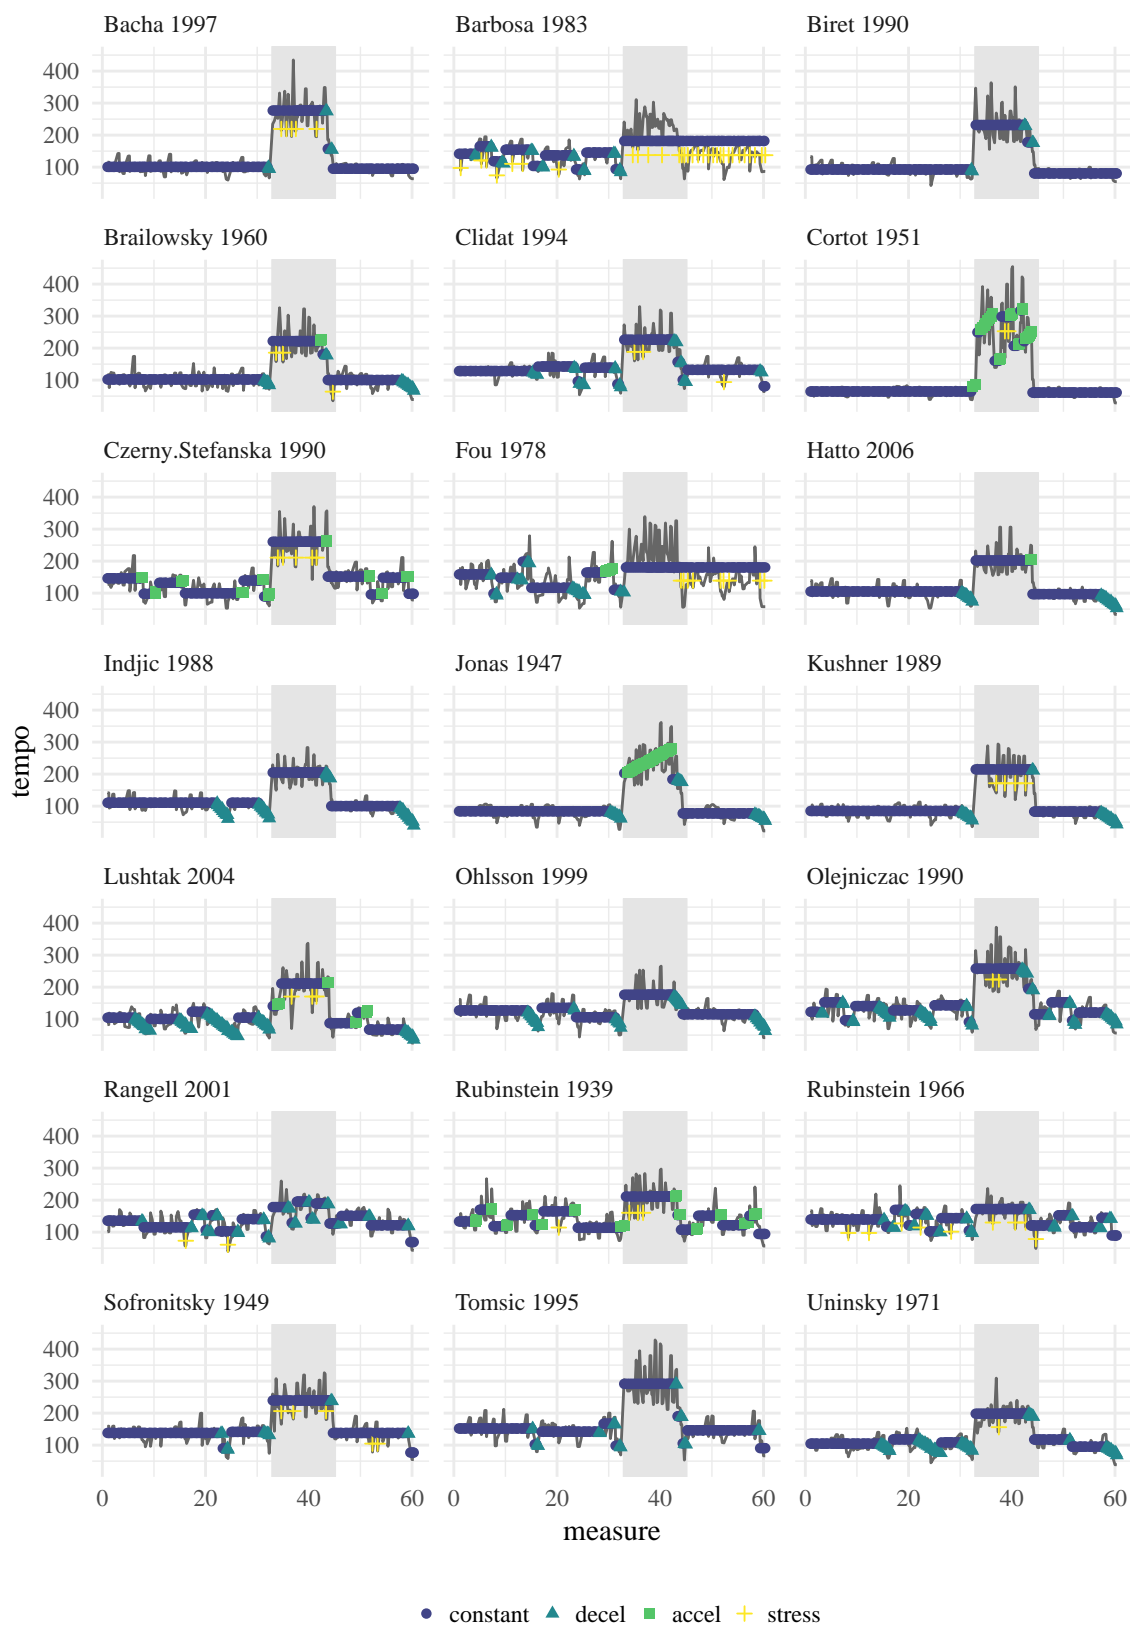 Bacha 1997
Barbosa 1983
Biret 1990
400
300
200
100
Brailowsky 1960
Clidat 1994
Cortot 1951
400
300
200
100
Czerny.Stefanska 1990
Fou 1978
Hatto 2006
400
300
200
100
Indjic 1988
Jonas 1947
Kushner 1989
400
300
200
100
tempo
Lushtak 2004
Ohlsson 1999
Olejniczac 1990
400
300
200
100
Rangell 2001
Rubinstein 1939
Rubinstein 1966
400
300
200
100
Sofronitsky 1949
Tomsic 1995
Uninsky 1971
400
300
200
100
0 20 40 60 0 20 40 60 0 20 40 60
measure
constant decel accel stress